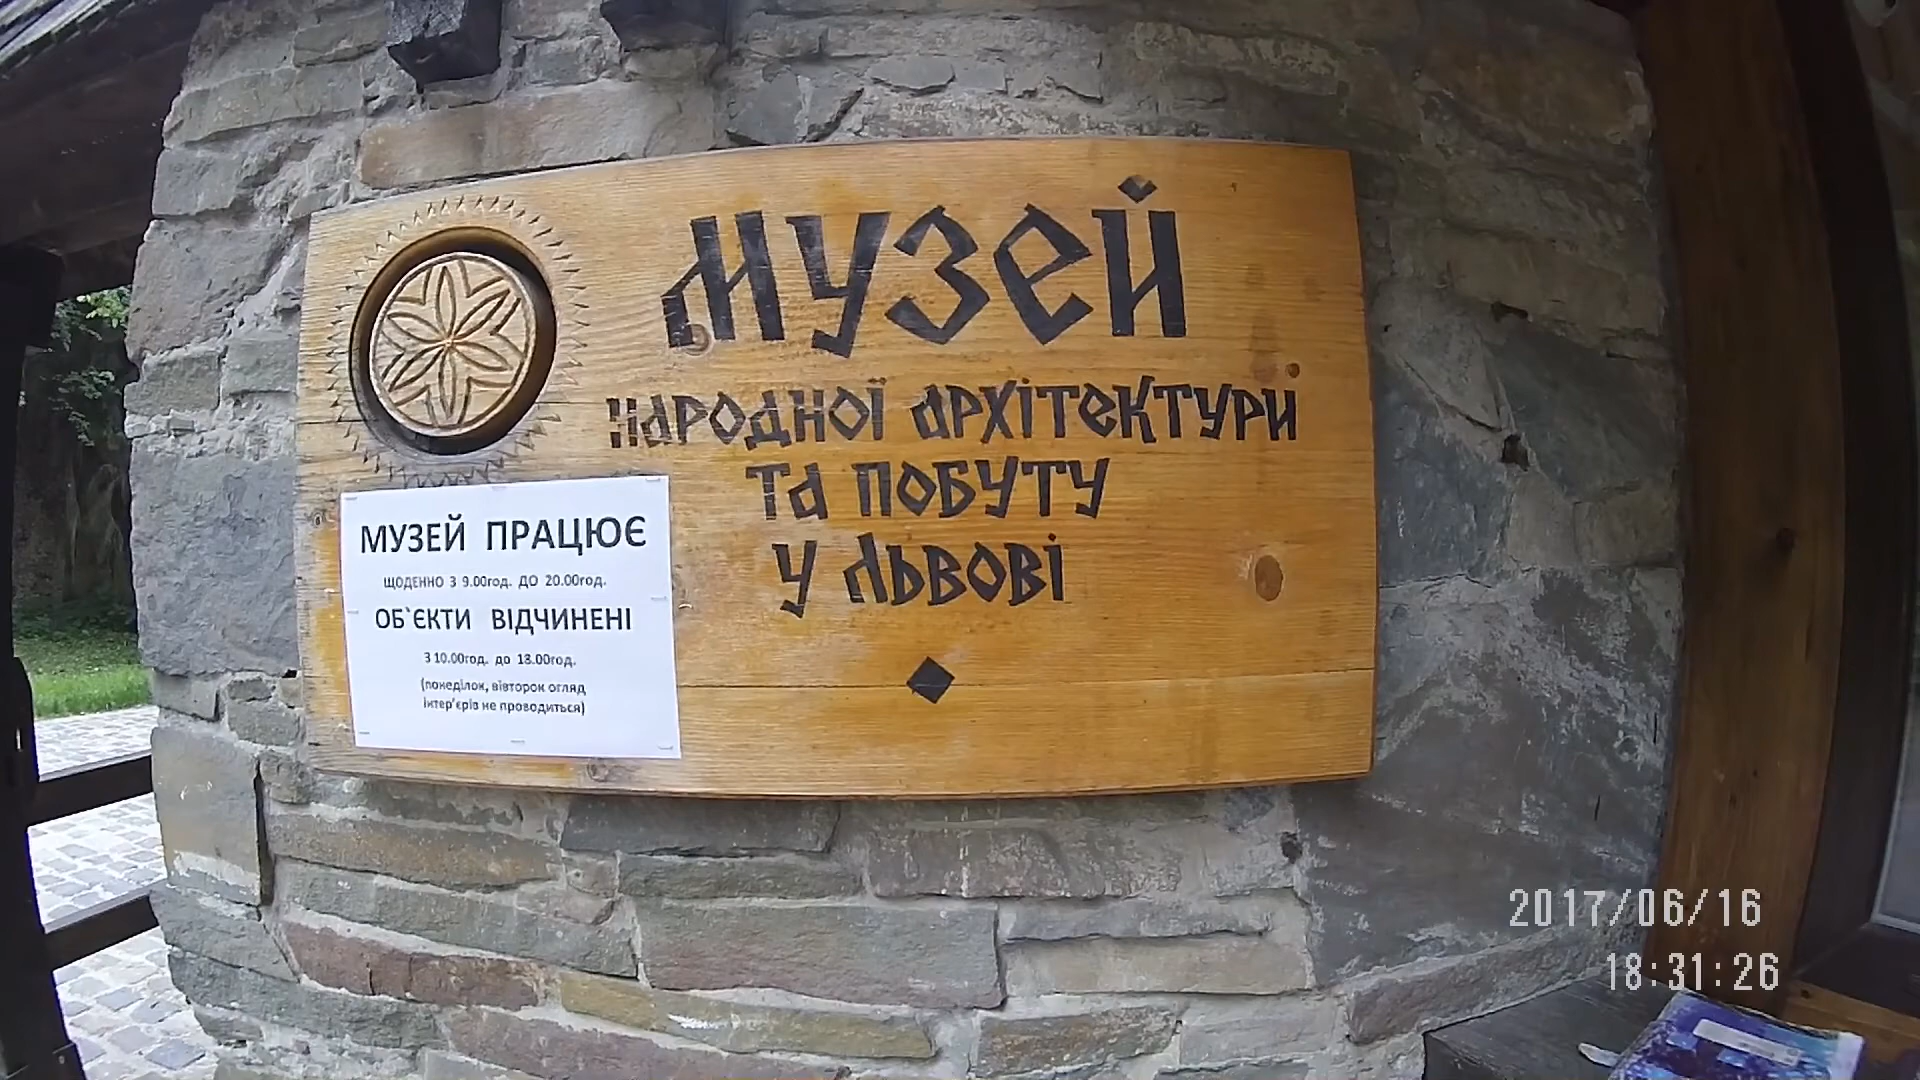 Музей
народної архітектури
та побуту
у Львові
МУЗЕЙ ПРАЦЮЄ
ЩОДЕННО З 9.00год. ДО 20.00год.
ОБ`ЄКТИ ВІДЧИНЕНІ
З 10.00год. до 18.00год.
(понеділок, вівторок огляд
інтер'єрів не проводиться)
2017/06/16
18:31:26